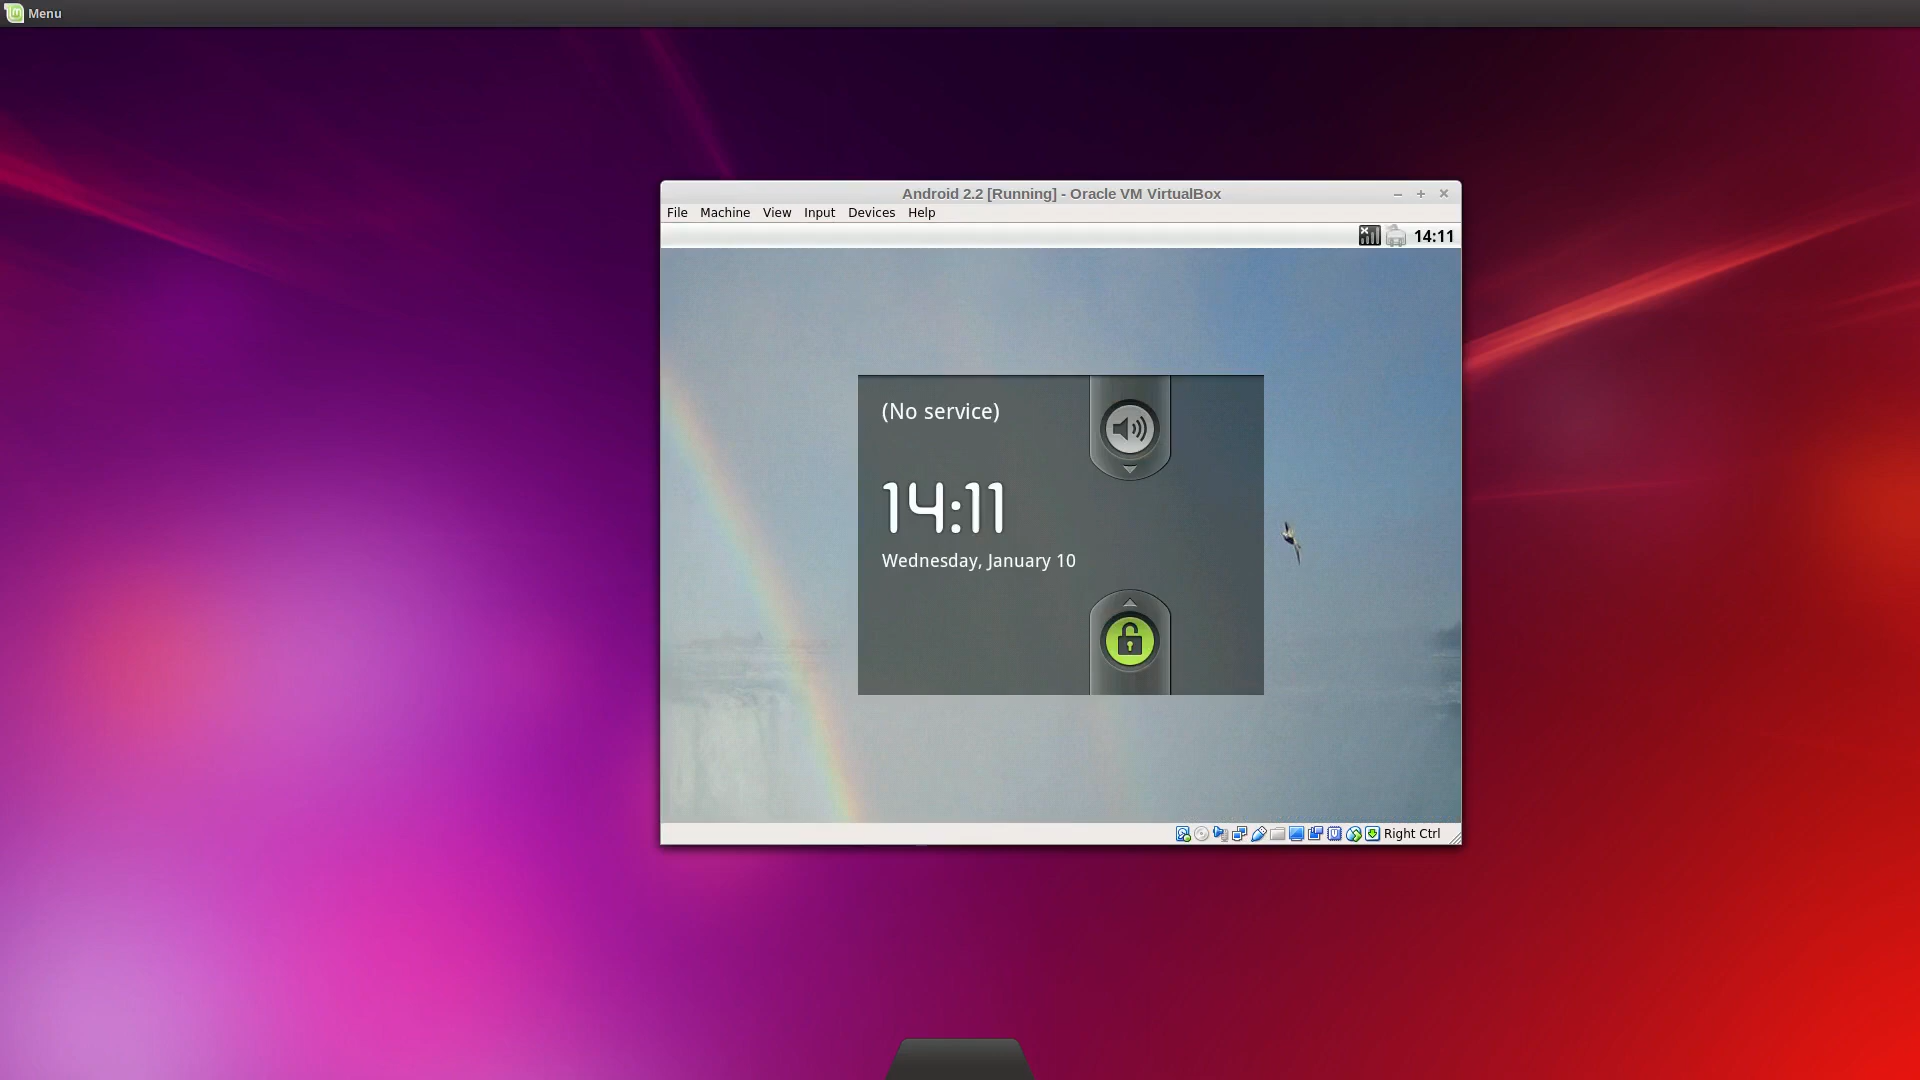 Menu
Android 2.2 [Running] - Oracle VM VirtualBox
File Machine View Input Devices Help
14:11
(No service)
14:11
Wednesday, January 10
Right Ctrl